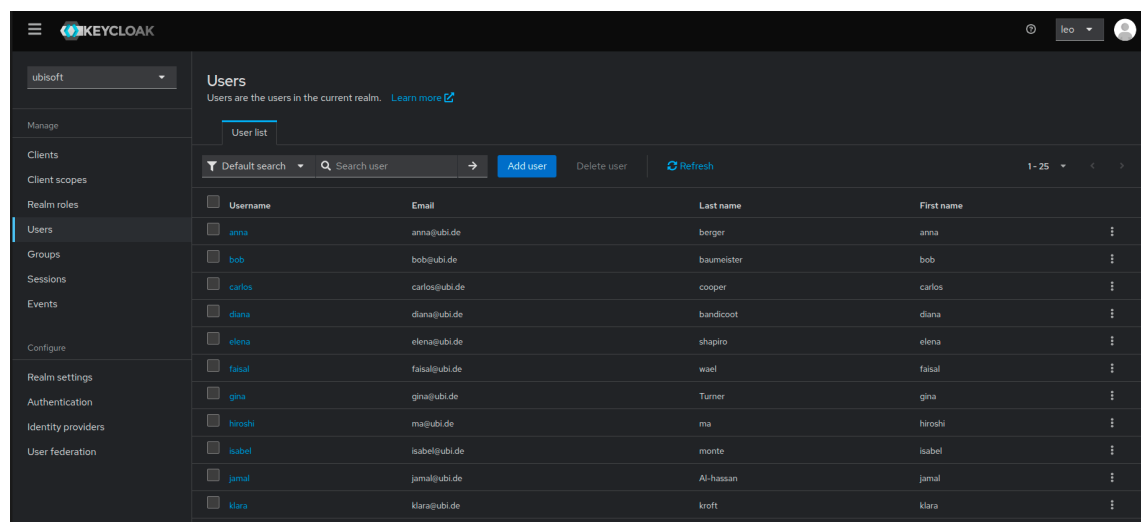 KEYCLOAK
leo
ubisoft
Manage
Clients
Client scopes
Realm roles
Users
Groups
Sessions
Events
Configure
Realm settings
Authentication
Identity providers
User federation
Users
Users are the users in the current realm. Learn more
User list
Default search Search user Add user Delete user Refresh 1 - 25
Username Email Last name First name
anna anna@ubi.de berger anna
bob bob@ubi.de baumeister bob
carlos carlos@ubi.de cooper carlos
diana diana@ubi.de bandicoot diana
elena elena@ubi.de shapiro elena
faisal faisal@ubi.de wael faisal
gina gina@ubi.de Turner gina
hiroshi ma@ubi.de ma hiroshi
isabel isabel@ubi.de monte isabel
jamal jamal@ubi.de Al-hassan jamal
klara klara@ubi.de kroft klara